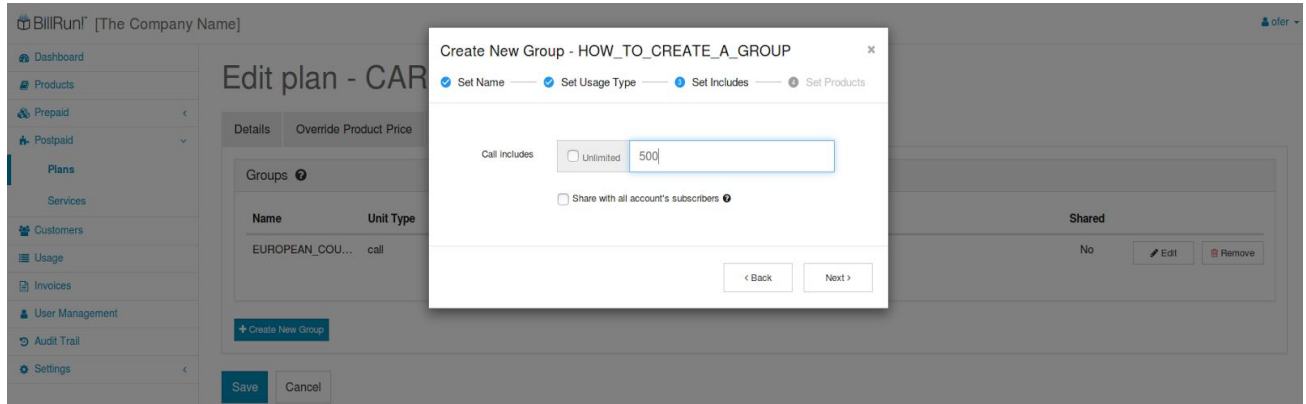 BillRun! [The Company Name]
ofer
Dashboard
Products
Prepaid
Postpaid
Plans
Services
Customers
Usage
Invoices
User Management
Audit Trail
Settings
Edit plan - CAR
Details Override Product Price
Groups
Name Unit Type Shared
EUROPEAN_COU... call No Edit Remove
Create New Group
Save Cancel
Create New Group - HOW_TO_CREATE_A_GROUP ×
Set Name Set Usage Type 3 Set Includes 4 Set Products
Call includes Unlimited 500
Share with all account's subscribers
Back Next